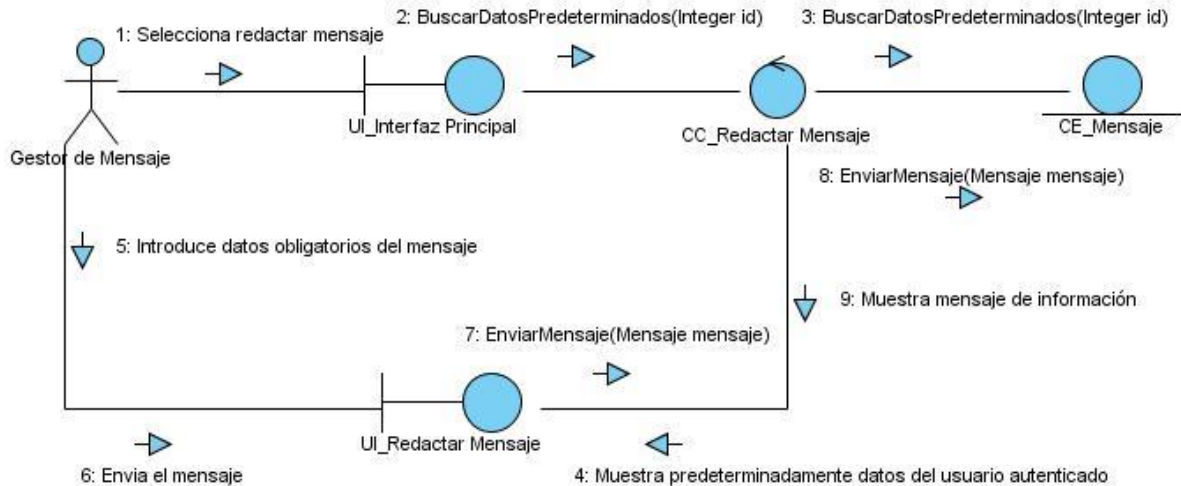 2: BuscarDatosPredeterminados(Integer id)
3: BuscarDatosPredeterminados(Integer id)
1: Selecciona redactar mensaje
UI_Interfaz Principal
CC_Redactar Mensaje
CE_Mensaje
Gestor de Mensaje
8: EnviarMensaje(Mensaje mensaje)
5: Introduce datos obligatorios del mensaje
9: Muestra mensaje de información
7: EnviarMensaje(Mensaje mensaje)
UI_Redactar Mensaje
6: Envia el mensaje
4: Muestra predeterminadamente datos del usuario autenticado